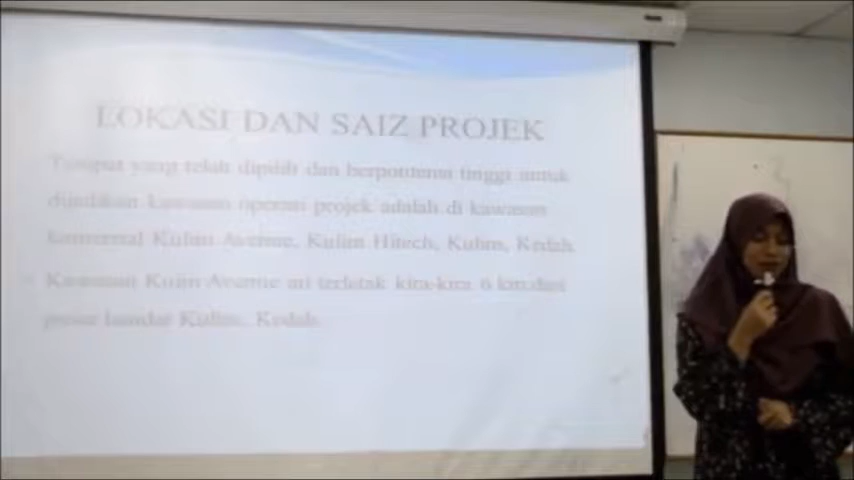 LOKASI DAN SAIZ PROJEK
Tempat yang telah dipilih dan berpotensi tinggi untuk
dijadikan kawasan operasi projek adalah di kawasan
komersial Kulim Avenue, Kulim Hitech, Kulim, Kedah.
Kawasan Kulim Avenue ini terletak kira-kira 6 km dari
pusat bandar Kulim, Kedah.